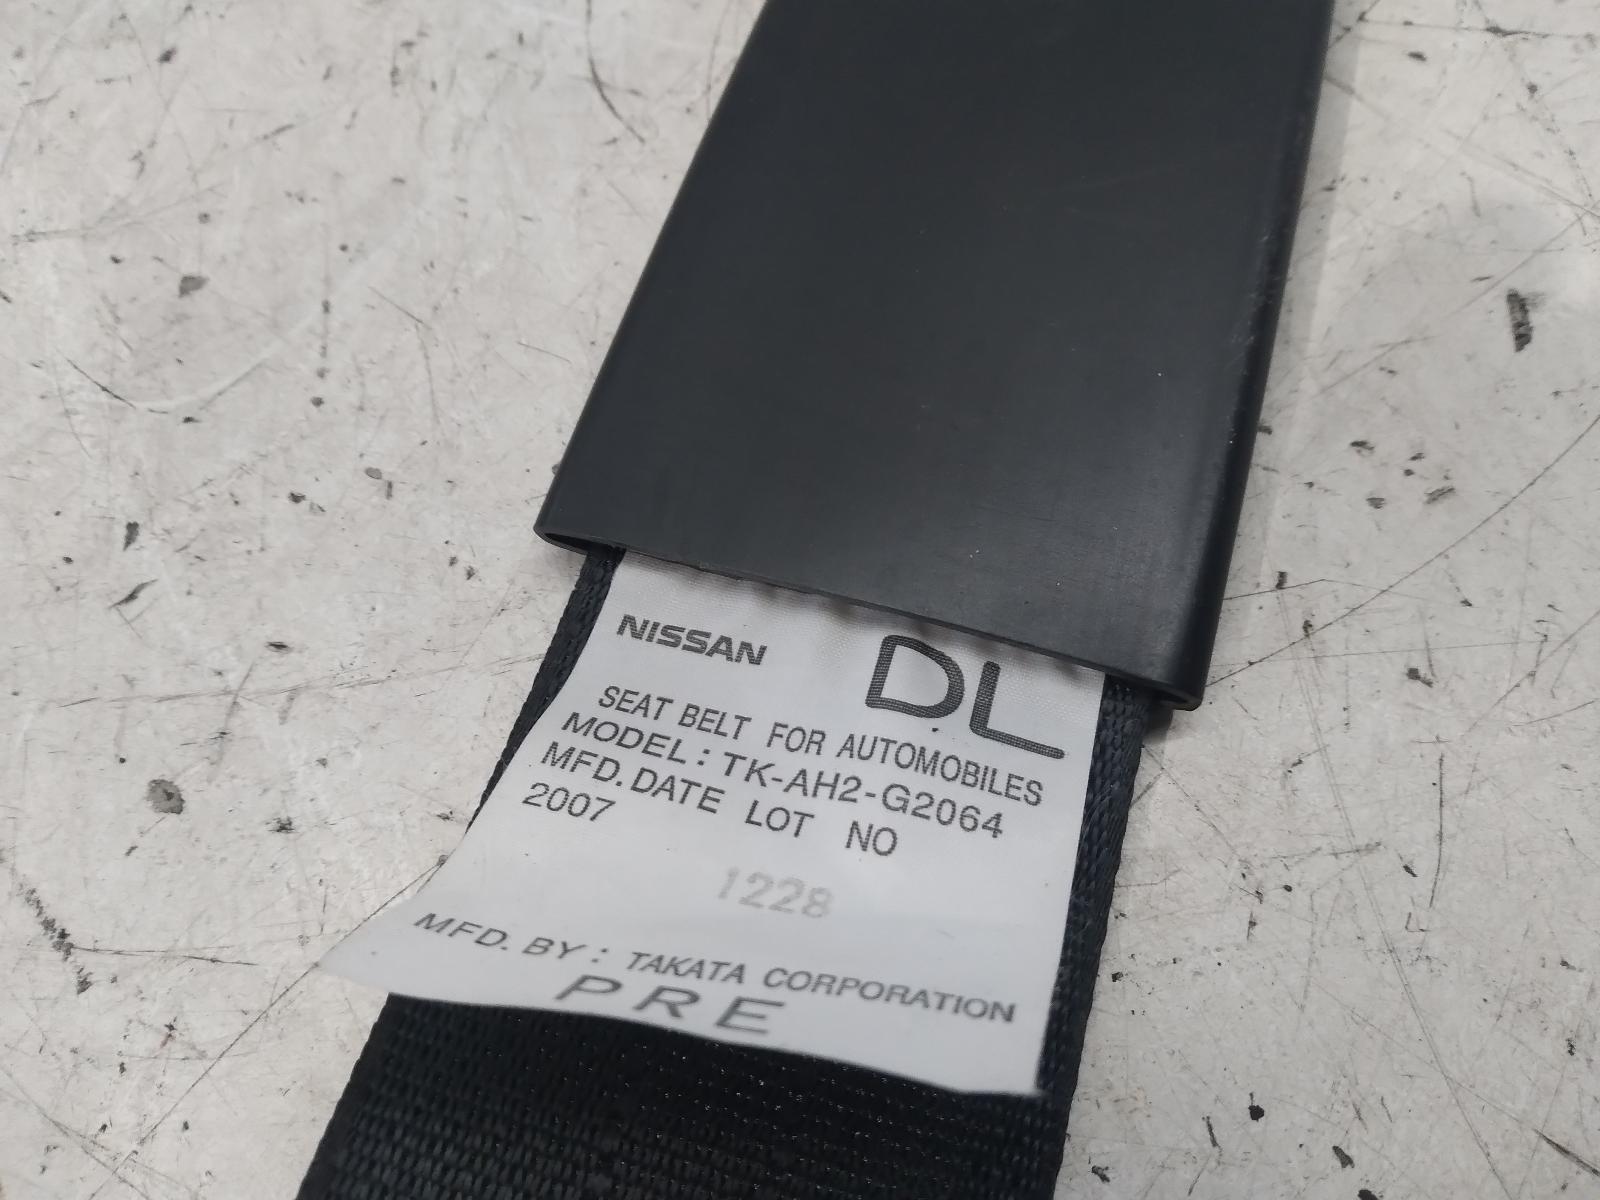 NISSAN DL
SEAT BELT FOR AUTOMOBILES
MODEL: TK-AH2-G2064
MFD. DATE LOT NO
2007
1228
MFD. BY: TAKATA CORPORATION
PRE